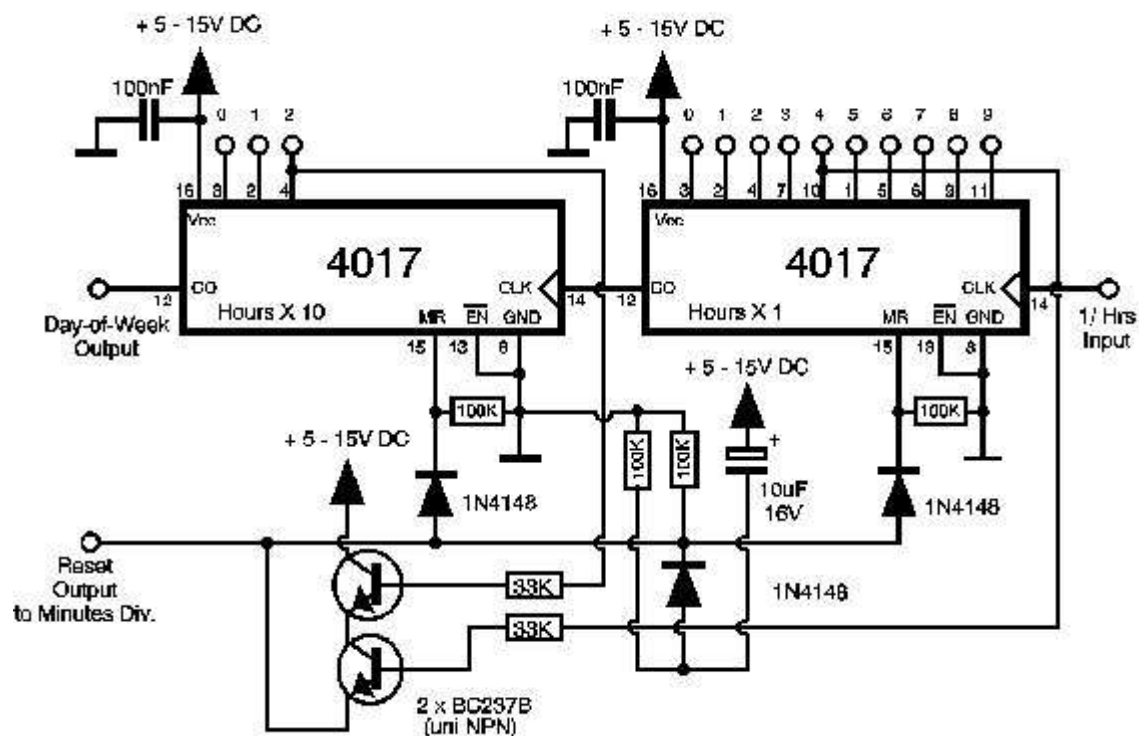 + 5 - 15V DC
+ 5 - 15V DC
100nF
0 1 2
100nF
0 1 2 3 4 5 6 7 8 9
16 3 2 4
16 3 2 4 7 10 1 5 6 9 11
Vcc
Vcc
4017
4017
CO
CLK
CO
CLK
12
14
12
14
Hours X 10
Hours X 1
MR
EN
GND
MR
EN
GND
Day-of-Week
Output
1/ Hrs
Input
15 13 8
15 13 8
+ 5 - 15V DC
100K
100K
+ 5 - 15V DC
100K
100K
+
10uF
16V
1N4148
1N4148
Reset
Output
to Minutes Div.
33K
1N4148
33K
2 x BC237B
(uni NPN)